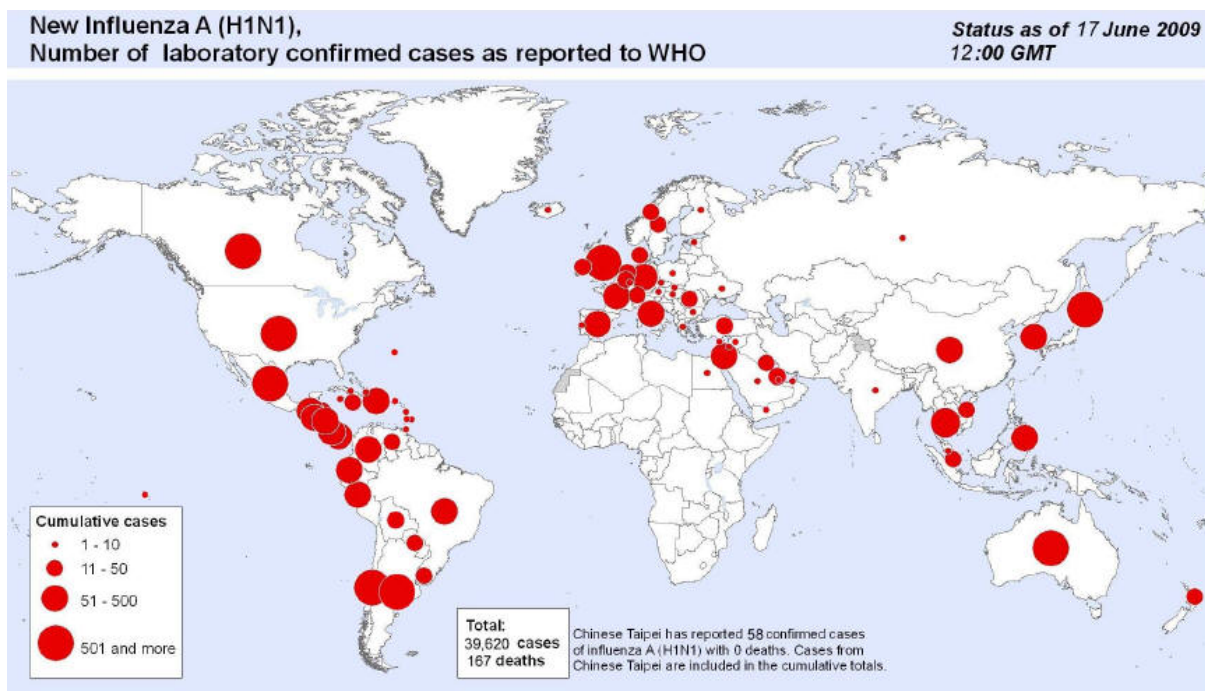 New Influenza A (H1N1),
Number of laboratory confirmed cases as reported to WHO
Status as of 17 June 2009
12:00 GMT
Cumulative cases
1 - 10
11 - 50
51 - 500
501 and more
Total:
39,620 cases
167 deaths
Chinese Taipei has reported 58 confirmed cases
of influenza A (H1N1) with 0 deaths. Cases from
Chinese Taipei are included in the cumulative totals.